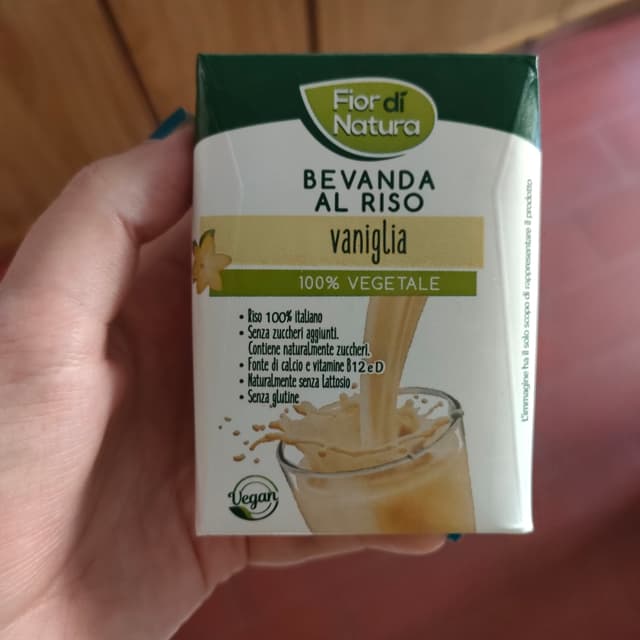 Fior di
Natura
BEVANDA
AL RISO
vaniglia
100% VEGETALE
• Riso 100% italiano
• Senza zuccheri aggiunti.
Contiene naturalmente zuccheri.
• Fonte di calcio e vitamine B12 e D
• Naturalmente senza lattosio
• Senza glutine
Vegan
L'immagine ha il solo scopo di rappresentare il prodotto